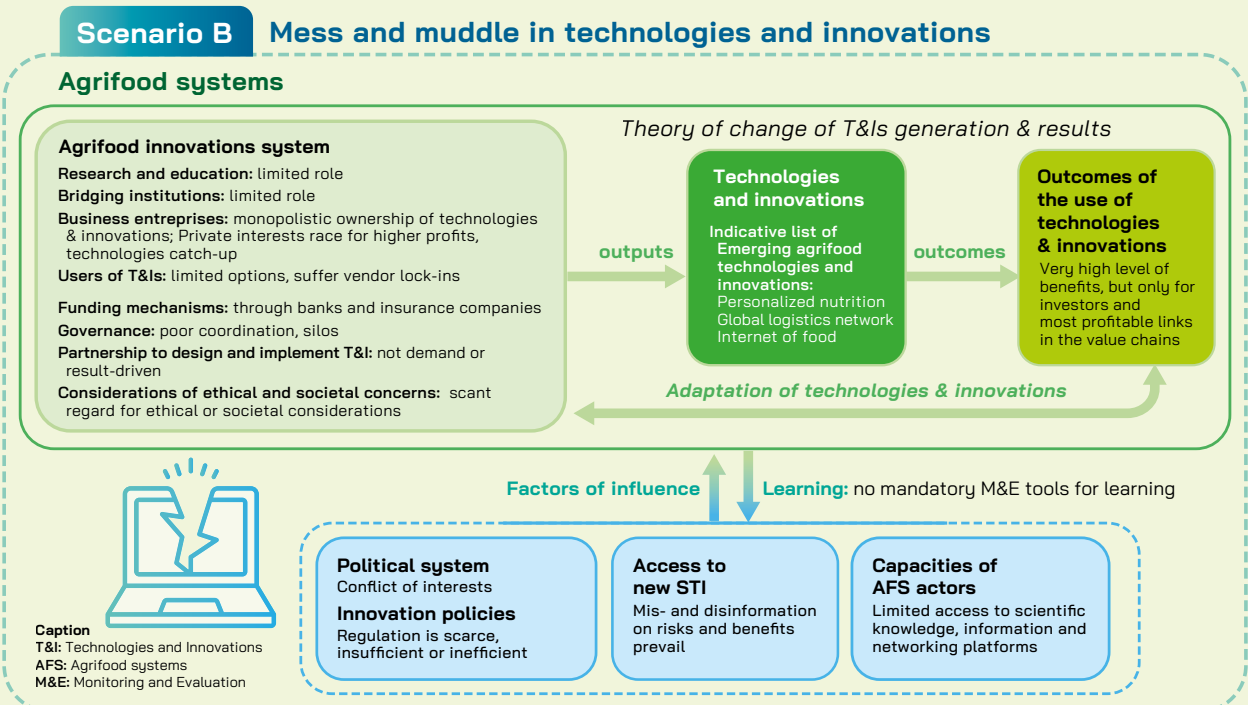 Scenario B
Mess and muddle in technologies and innovations
Agrifood systems
Agrifood innovations system
Research and education: limited role
Bridging institutions: limited role
Business entreprises: monopolistic ownership of technologies
& innovations; Private interests race for higher profits,
technologies catch-up
Users of T&Is: limited options, suffer vendor lock-ins
Funding mechanisms: through banks and insurance companies
Governance: poor coordination, silos
Partnership to design and implement T&I: not demand or
result-driven
Considerations of ethical and societal concerns: scant
regard for ethical or societal considerations
Theory of change of T&Is generation & results
outputs
Technologies
and innovations
Indicative list of
Emerging agrifood
technologies and
innovations:
Personalized nutrition
Global logistics network
Internet of food
outcomes
Outcomes of
the use of
technologies
& innovations
Very high level of
benefits, but only for
investors and
most profitable links
in the value chains
Adaptation of technologies & innovations
Factors of influence
Learning: no mandatory M&E tools for learning
Political system
Conflict of interests
Innovation policies
Regulation is scarce,
insufficient or inefficient
Access to
new STI
Mis- and disinformation
on risks and benefits
prevail
Capacities of
AFS actors
Limited access to scientific
knowledge, information and
networking platforms
Caption
T&I: Technologies and Innovations
AFS: Agrifood systems
M&E: Monitoring and Evaluation